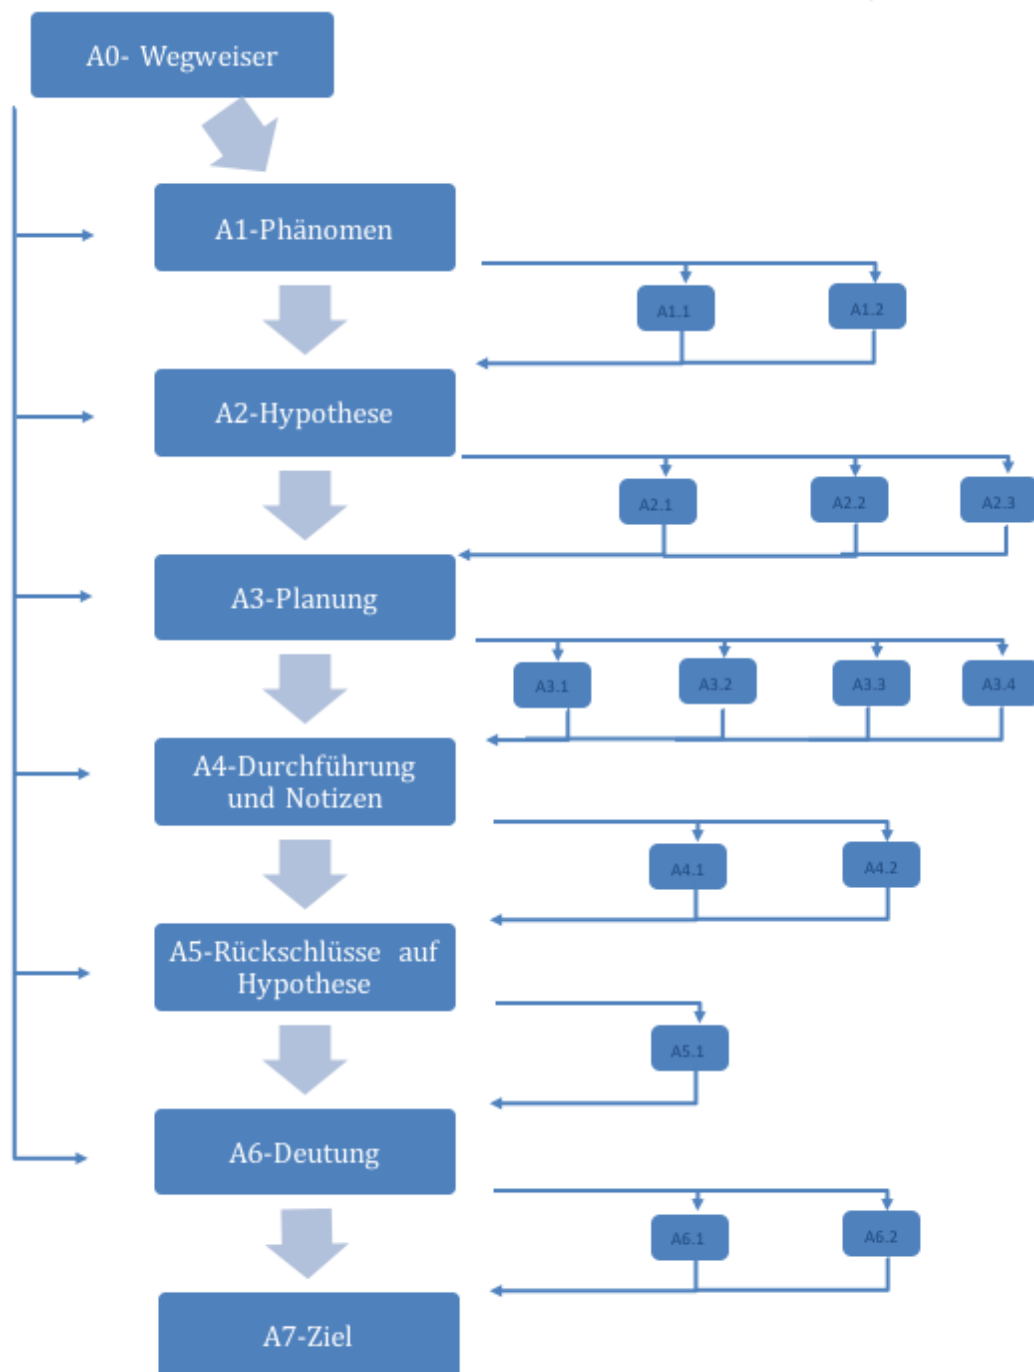 A0- Wegweiser
A1-Phänomen
A1.1
A1.2
A2-Hypothese
A2.1
A2.2
A2.3
A3-Planung
A3.1
A3.2
A3.3
A3.4
A4-Durchführung
und Notizen
A4.1
A4.2
A5-Rückschlüsse auf
Hypothese
A5.1
A6-Deutung
A6.1
A6.2
A7-Ziel